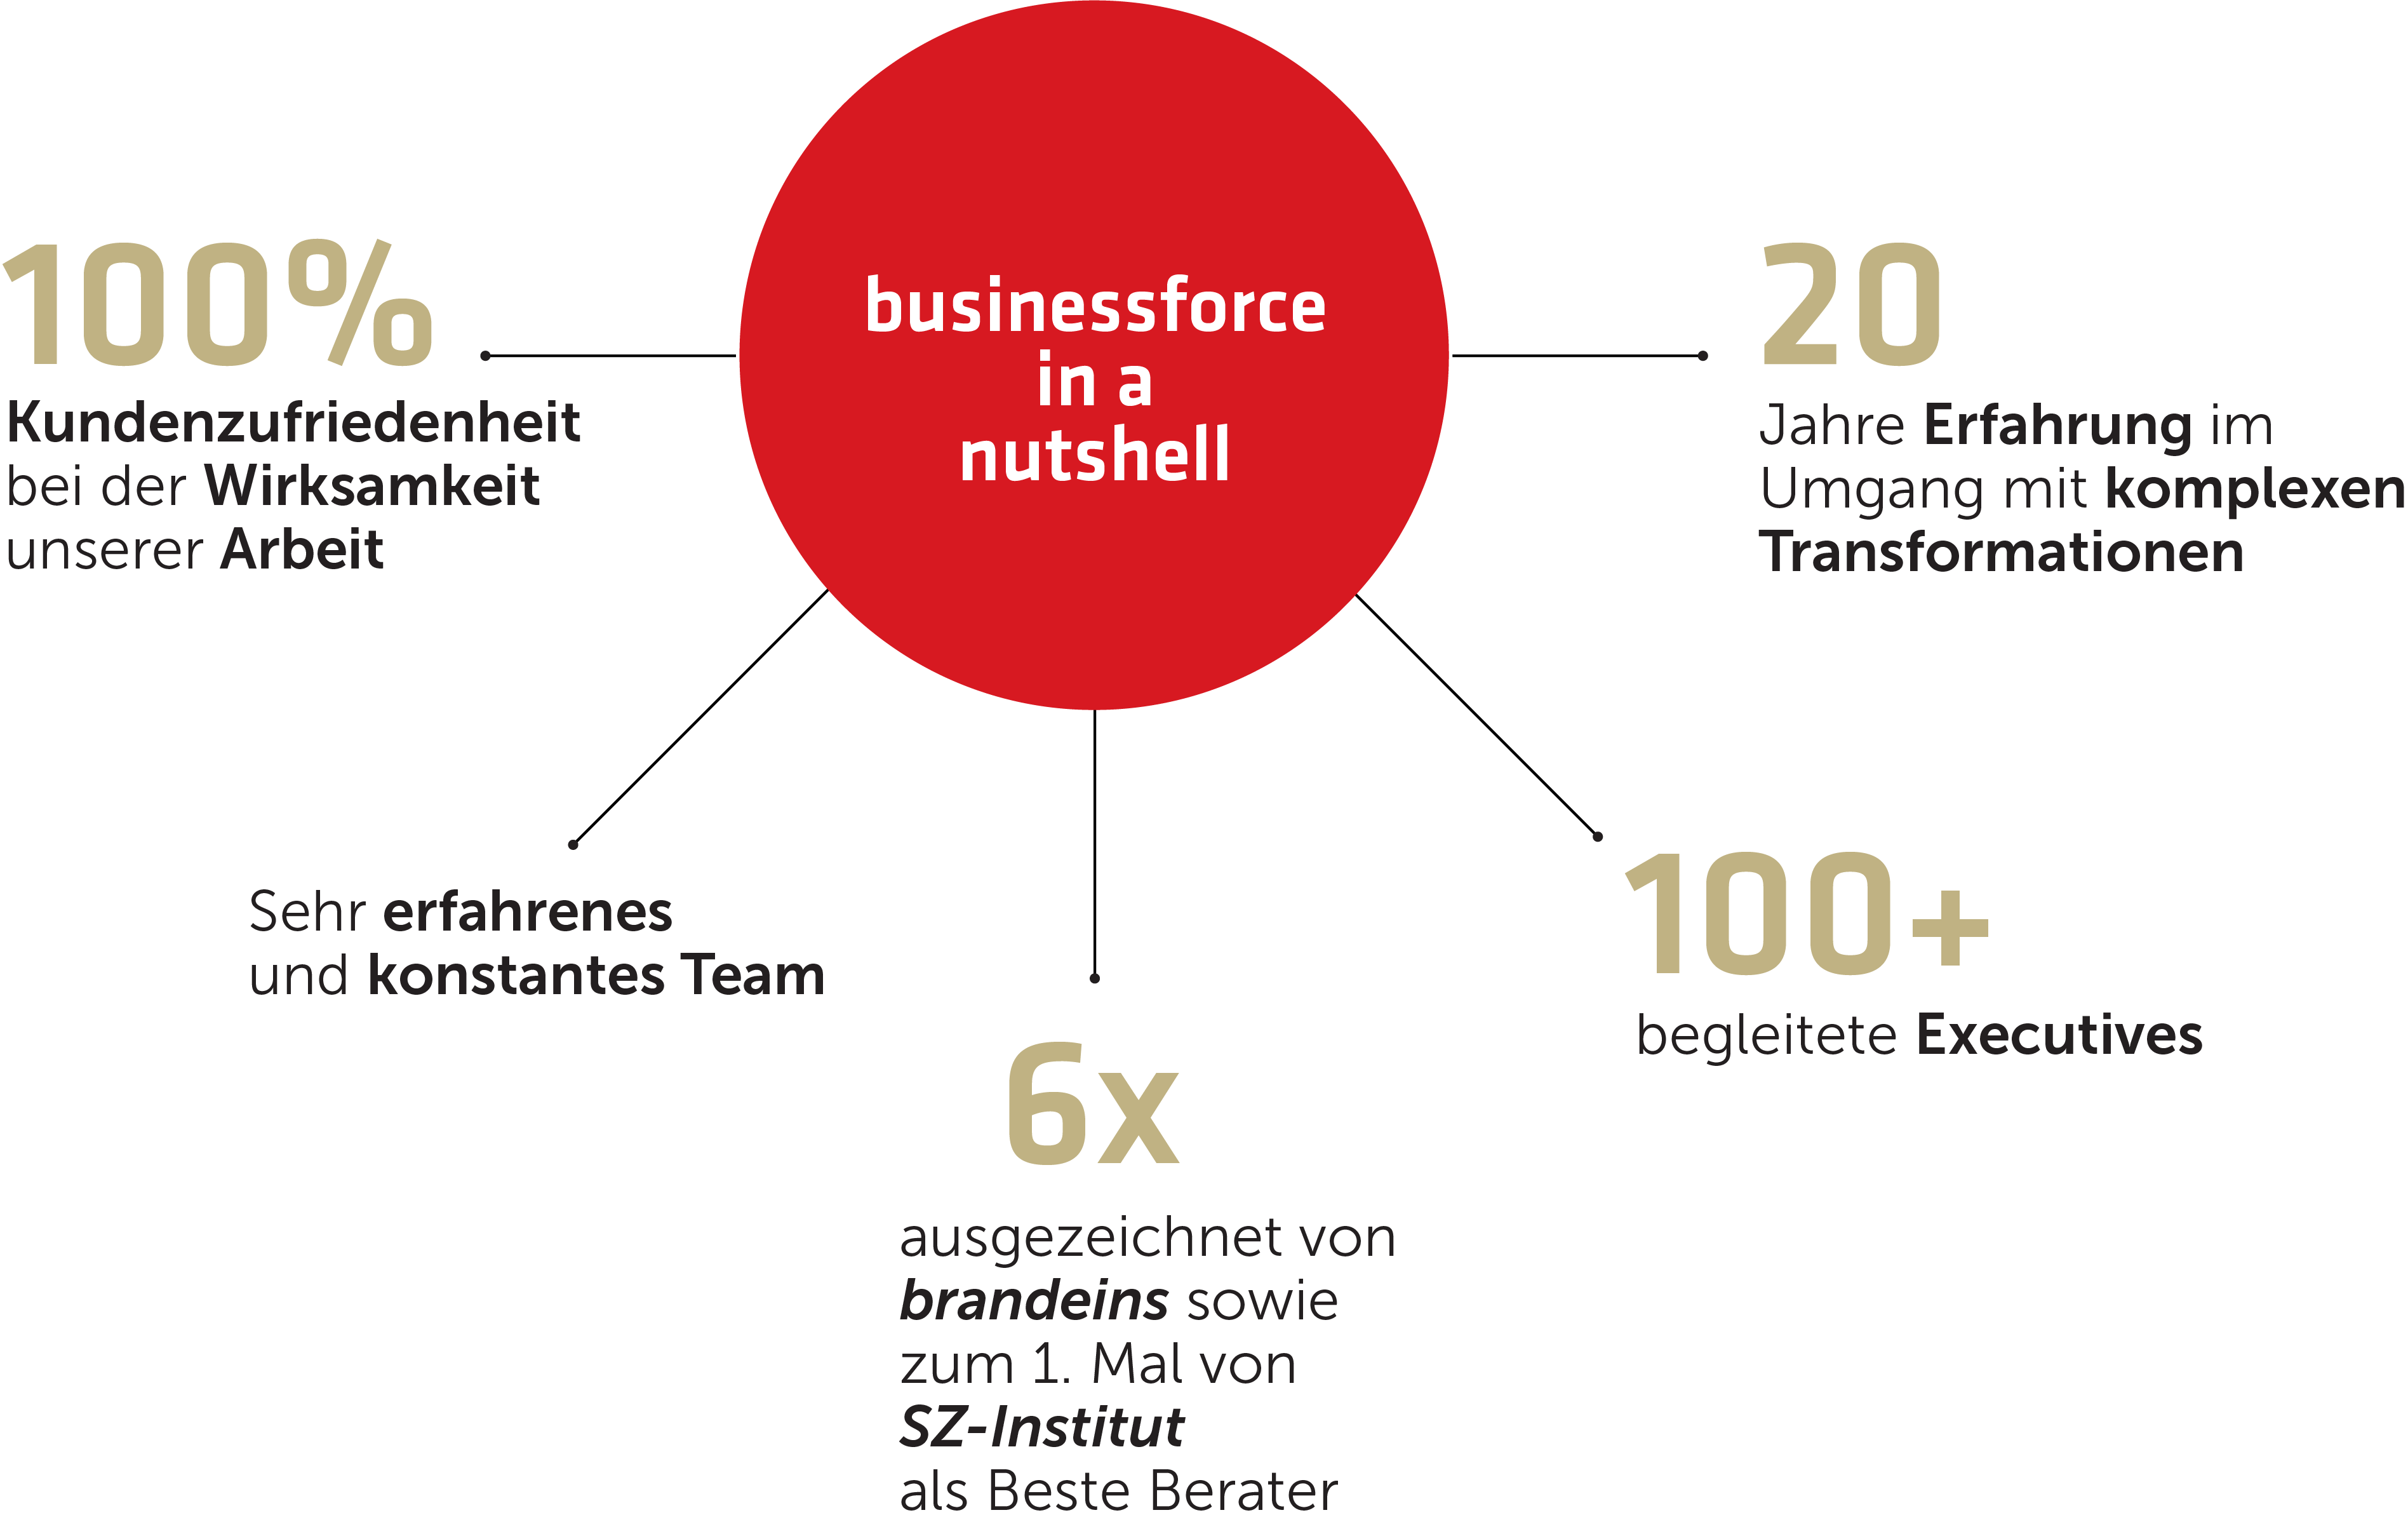 businessforce
in a
nutshell
100%
Kundenzufriedenheit
bei der Wirksamkeit
unserer Arbeit
20
Jahre Erfahrung im
Umgang mit komplexen
Transformationen
Sehr erfahrenes
und konstantes Team
100+
begleitete Executives
6x
ausgezeichnet von
brandeins sowie
zum 1. Mal von
SZ-Institut
als Beste Berater